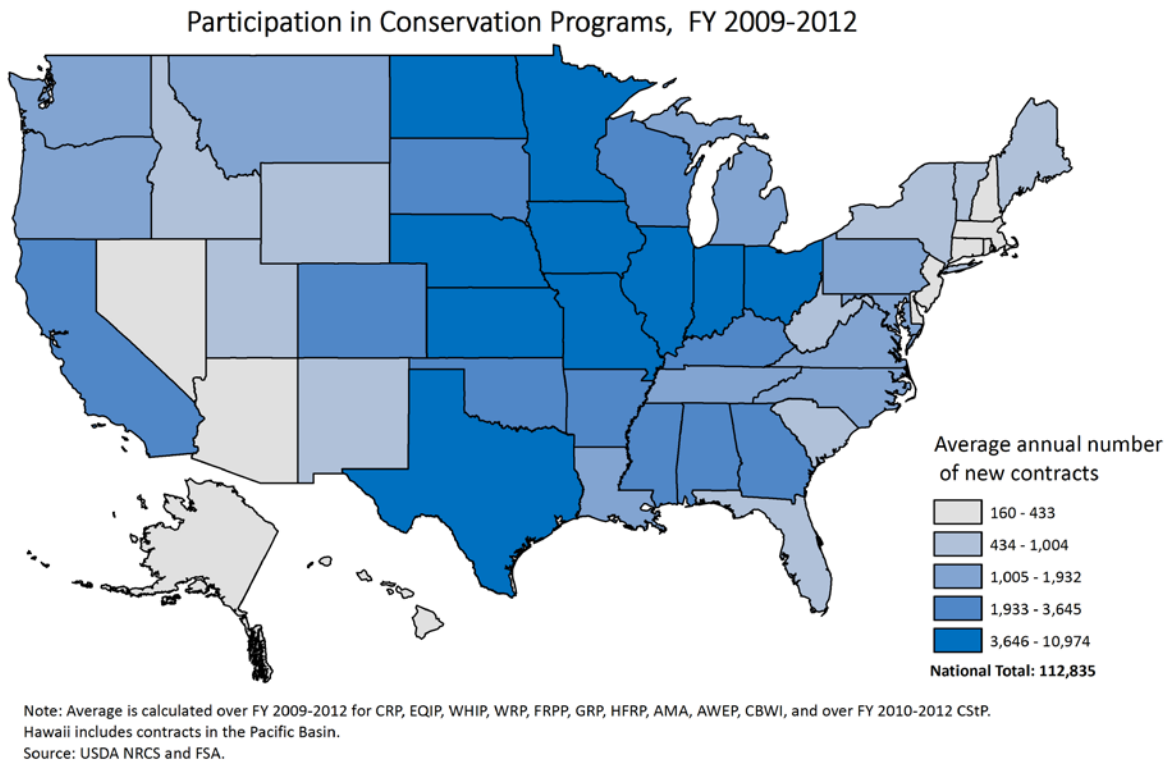 Participation in Conservation Programs, FY 2009-2012
Average annual number
of new contracts
160 - 433
434 - 1,004
1,005 - 1,932
1,933 - 3,645
3,646 - 10,974
National Total: 112,835
Note: Average is calculated over FY 2009-2012 for CRP, EQIP, WHIP, WRP, FRPP, GRP, HFRP, AMA, AWEP, CBWI, and over FY 2010-2012 CStP.
Hawaii includes contracts in the Pacific Basin.
Source: USDA NRCS and FSA.